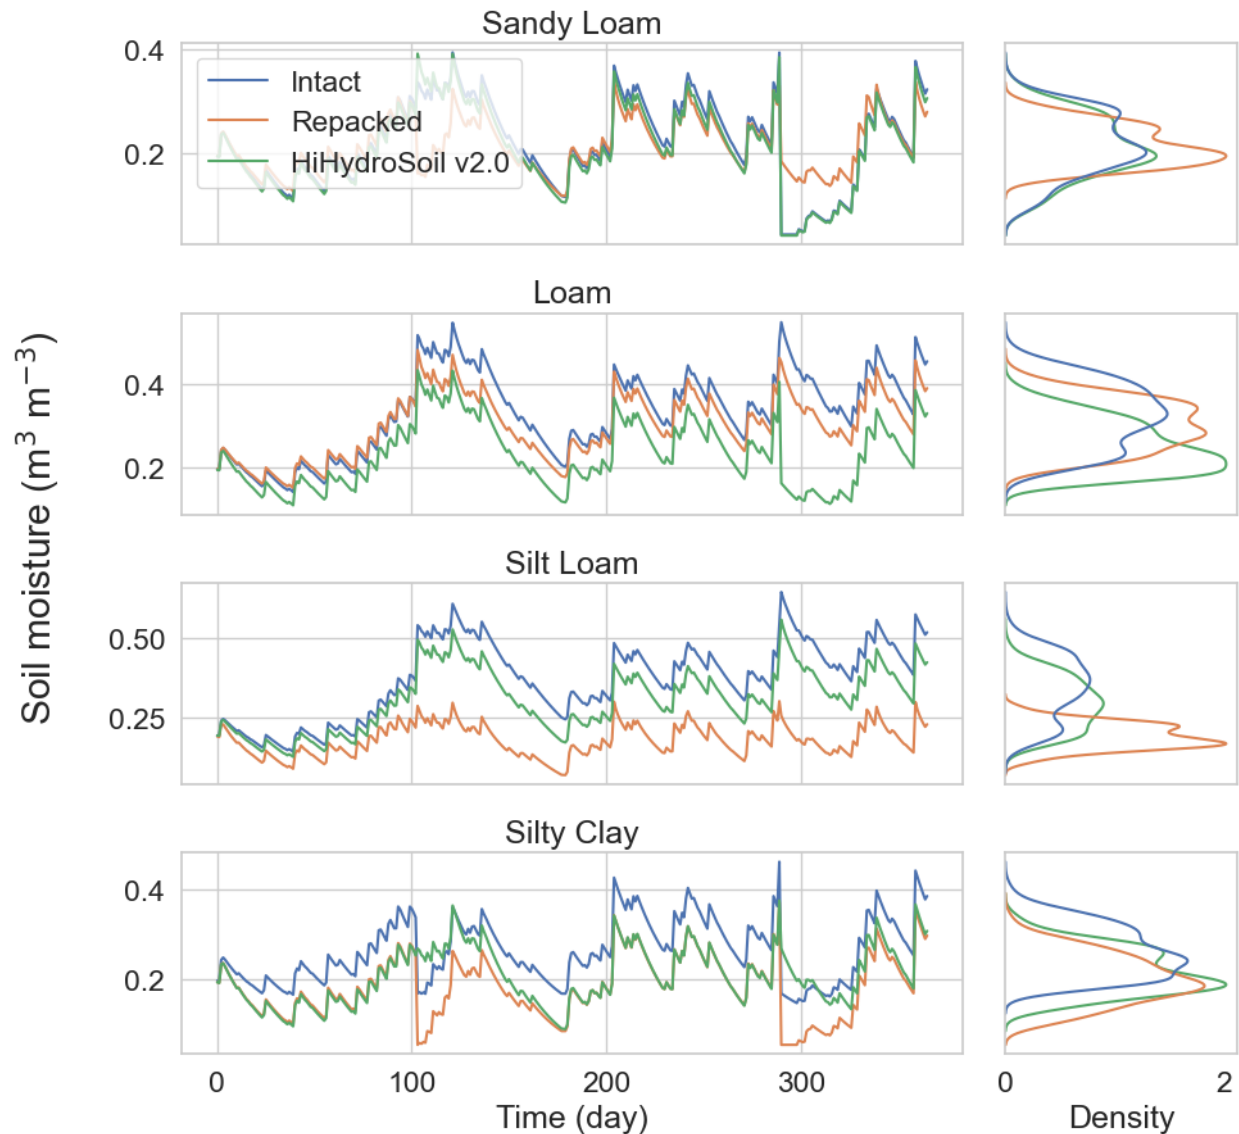 Sandy Loam
0.4
0.2
Intact
Repacked
HiHydroSoil v2.0
Loam
0.4
0.2
Soil moisture (m³ m⁻³)
Silt Loam
0.50
0.25
Silty Clay
0.4
0.2
0 100 200 300 0 2
Time (day) Density